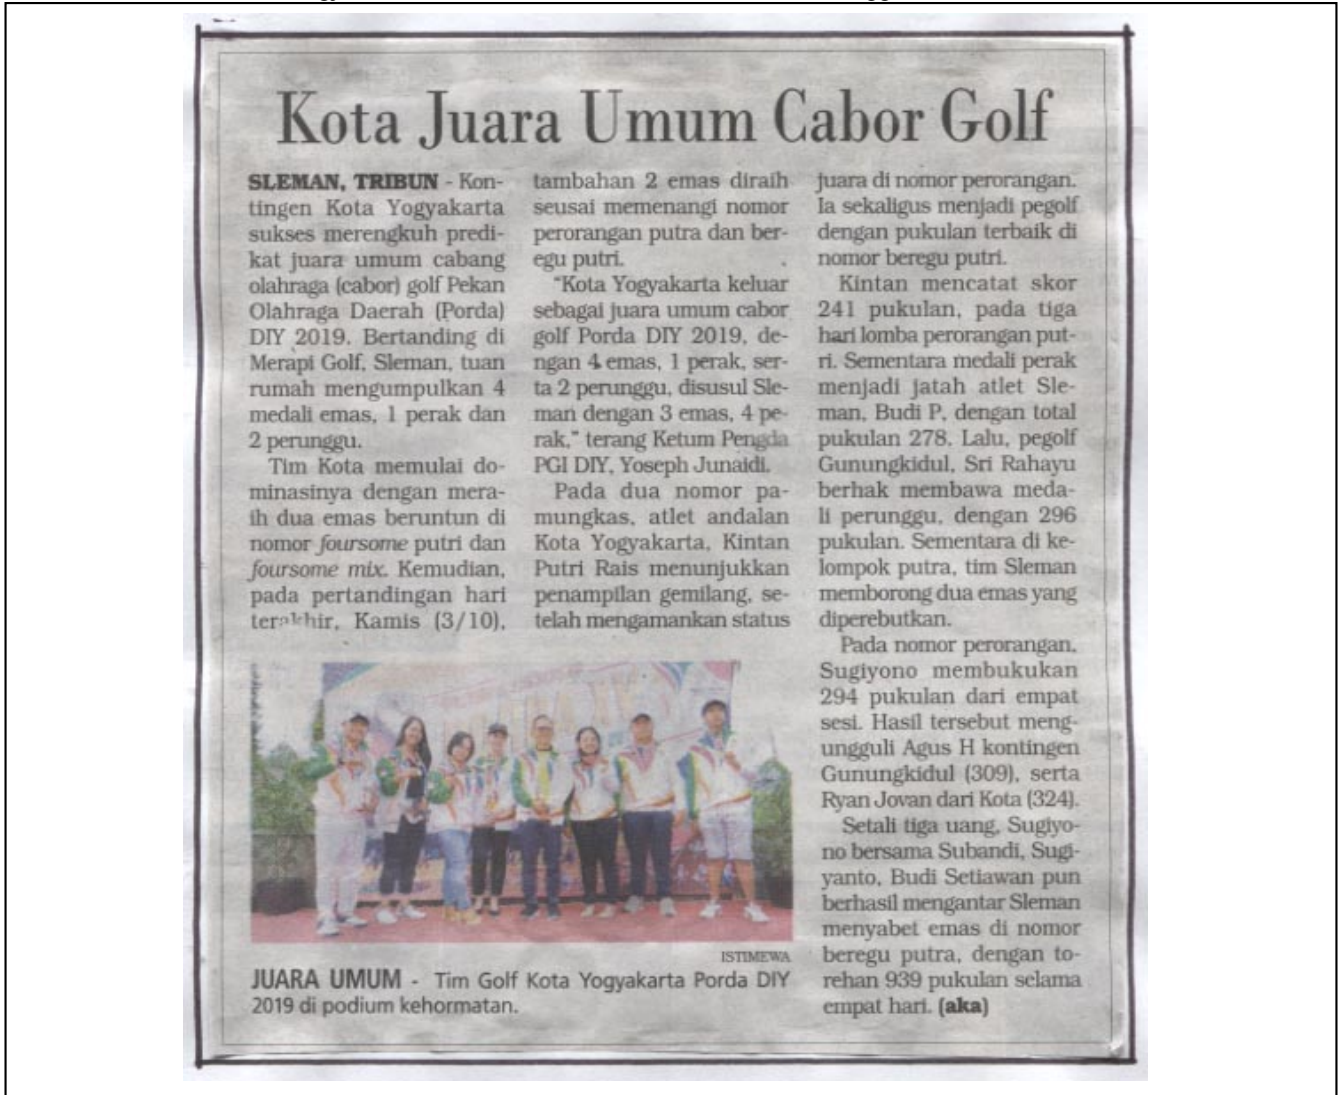 Kota Juara Umum Cabor Golf
SLEMAN, TRIBUN - Kon-
tingen Kota Yogyakarta
sukses merengkuh predi-
kat juara umum cabang
olahraga (cabor) golf Pekan
Olahraga Daerah (Porda)
DIY 2019. Bertanding di
Merapi Golf, Sleman, tuan
rumah mengumpulkan 4
medali emas, 1 perak dan
2 perunggu.
Tim Kota memulai do-
minasinya dengan mera-
ih dua emas beruntun di
nomor foursome putri dan
foursome mix. Kemudian,
pada pertandingan hari
terakhir, Kamis (3/10),
tambahan 2 emas diraih
seusai memenangi nomor
perorangan putra dan ber-
egu putri.
"Kota Yogyakarta keluar
sebagai juara umum cabor
golf Porda DIY 2019, de-
ngan 4 emas, 1 perak, ser-
ta 2 perunggu, disusul Sle-
man dengan 3 emas, 4 pe-
rak," terang Ketum Pengda
PGI DIY, Yoseph Junaidi.
Pada dua nomor pa-
mungkas, atlet andalan
Kota Yogyakarta, Kintan
Putri Rais menunjukkan
penampilan gemilang, se-
telah mengamankan status
juara di nomor perorangan.
Ia sekaligus menjadi pegolf
dengan pukulan terbaik di
nomor beregu putri.
Kintan mencatat skor
241 pukulan, pada tiga
hari lomba perorangan put-
ri. Sementara medali perak
menjadi jatah atlet Sle-
man, Budi P, dengan total
pukulan 278. Lalu, pegolf
Gunungkidul, Sri Rahayu
berhak membawa meda-
li perunggu, dengan 296
pukulan. Sementara di ke-
lompok putra, tim Sleman
memborong dua emas yang
diperebutkan.
Pada nomor perorangan,
Sugiyono membukukan
294 pukulan dari empat
sesi. Hasil tersebut meng-
ungguli Agus H kontingen
Gunungkidul (309), serta
Ryan Jovan dari Kota (324).
Setali tiga uang, Sugiyo-
no bersama Subandi, Sugi-
yanto, Budi Setiawan pun
berhasil mengantar Sleman
menyabet emas di nomor
beregu putra, dengan to-
rehan 939 pukulan selama
empat hari. (aka)
ISTIMEWA
JUARA UMUM - Tim Golf Kota Yogyakarta Porda DIY
2019 di podium kehormatan.